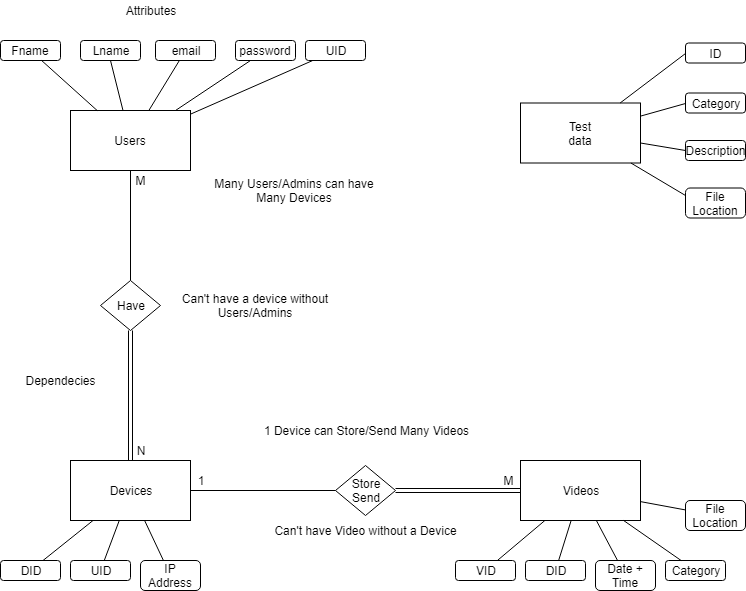 Attributes
Fname
Lname
email
password
UID
Users
M
Many Users/Admins can have
Many Devices
ID
Category
Description
File
Location
Test
data
Have
Can't have a device without
Users/Admins
Dependecies
N
1 Device can Store/Send Many Videos
Devices
1
Store
Send
M
Videos
Can't have Video without a Device
File
Location
DID
UID
IP
Address
VID
DID
Date +
Time
Category